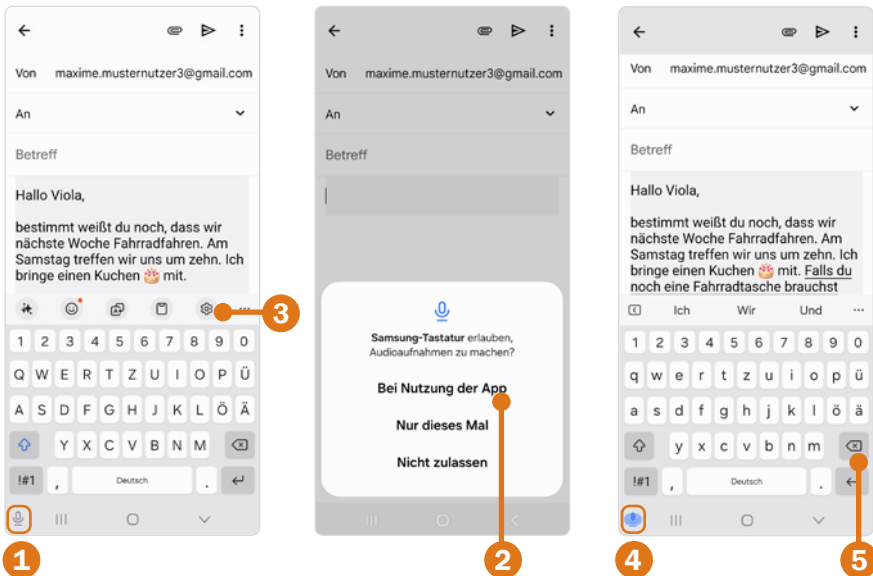 Von maxime.musternutzer3@gmail.com
An
Betreff
Hallo Viola,
bestimmt weißt du noch, dass wir
nächste Woche Fahrradfahren. Am
Samstag treffen wir uns um zehn. Ich
bringe einen Kuchen 🎂 mit.
3
1 2 3 4 5 6 7 8 9 0
Q W E R T Z U I O P Ü
A S D F G H J K L Ö Ä
Y X C V B N M
!#1 , Deutsch .
1
Von maxime.musternutzer3@gmail.com
An
Betreff
Samsung-Tastatur erlauben,
Audioaufnahmen zu machen?
Bei Nutzung der App
Nur dieses Mal
Nicht zulassen
2
Von maxime.musternutzer3@gmail.com
An
Betreff
Hallo Viola,
bestimmt weißt du noch, dass wir
nächste Woche Fahrradfahren. Am
Samstag treffen wir uns um zehn. Ich
bringe einen Kuchen 🎂 mit. Falls du
noch eine Fahrradtasche brauchst
Ich Wir Und
1 2 3 4 5 6 7 8 9 0
q w e r t z u i o p ü
a s d f g h j k l ö ä
y x c v b n m
!#1 , Deutsch .
4
5